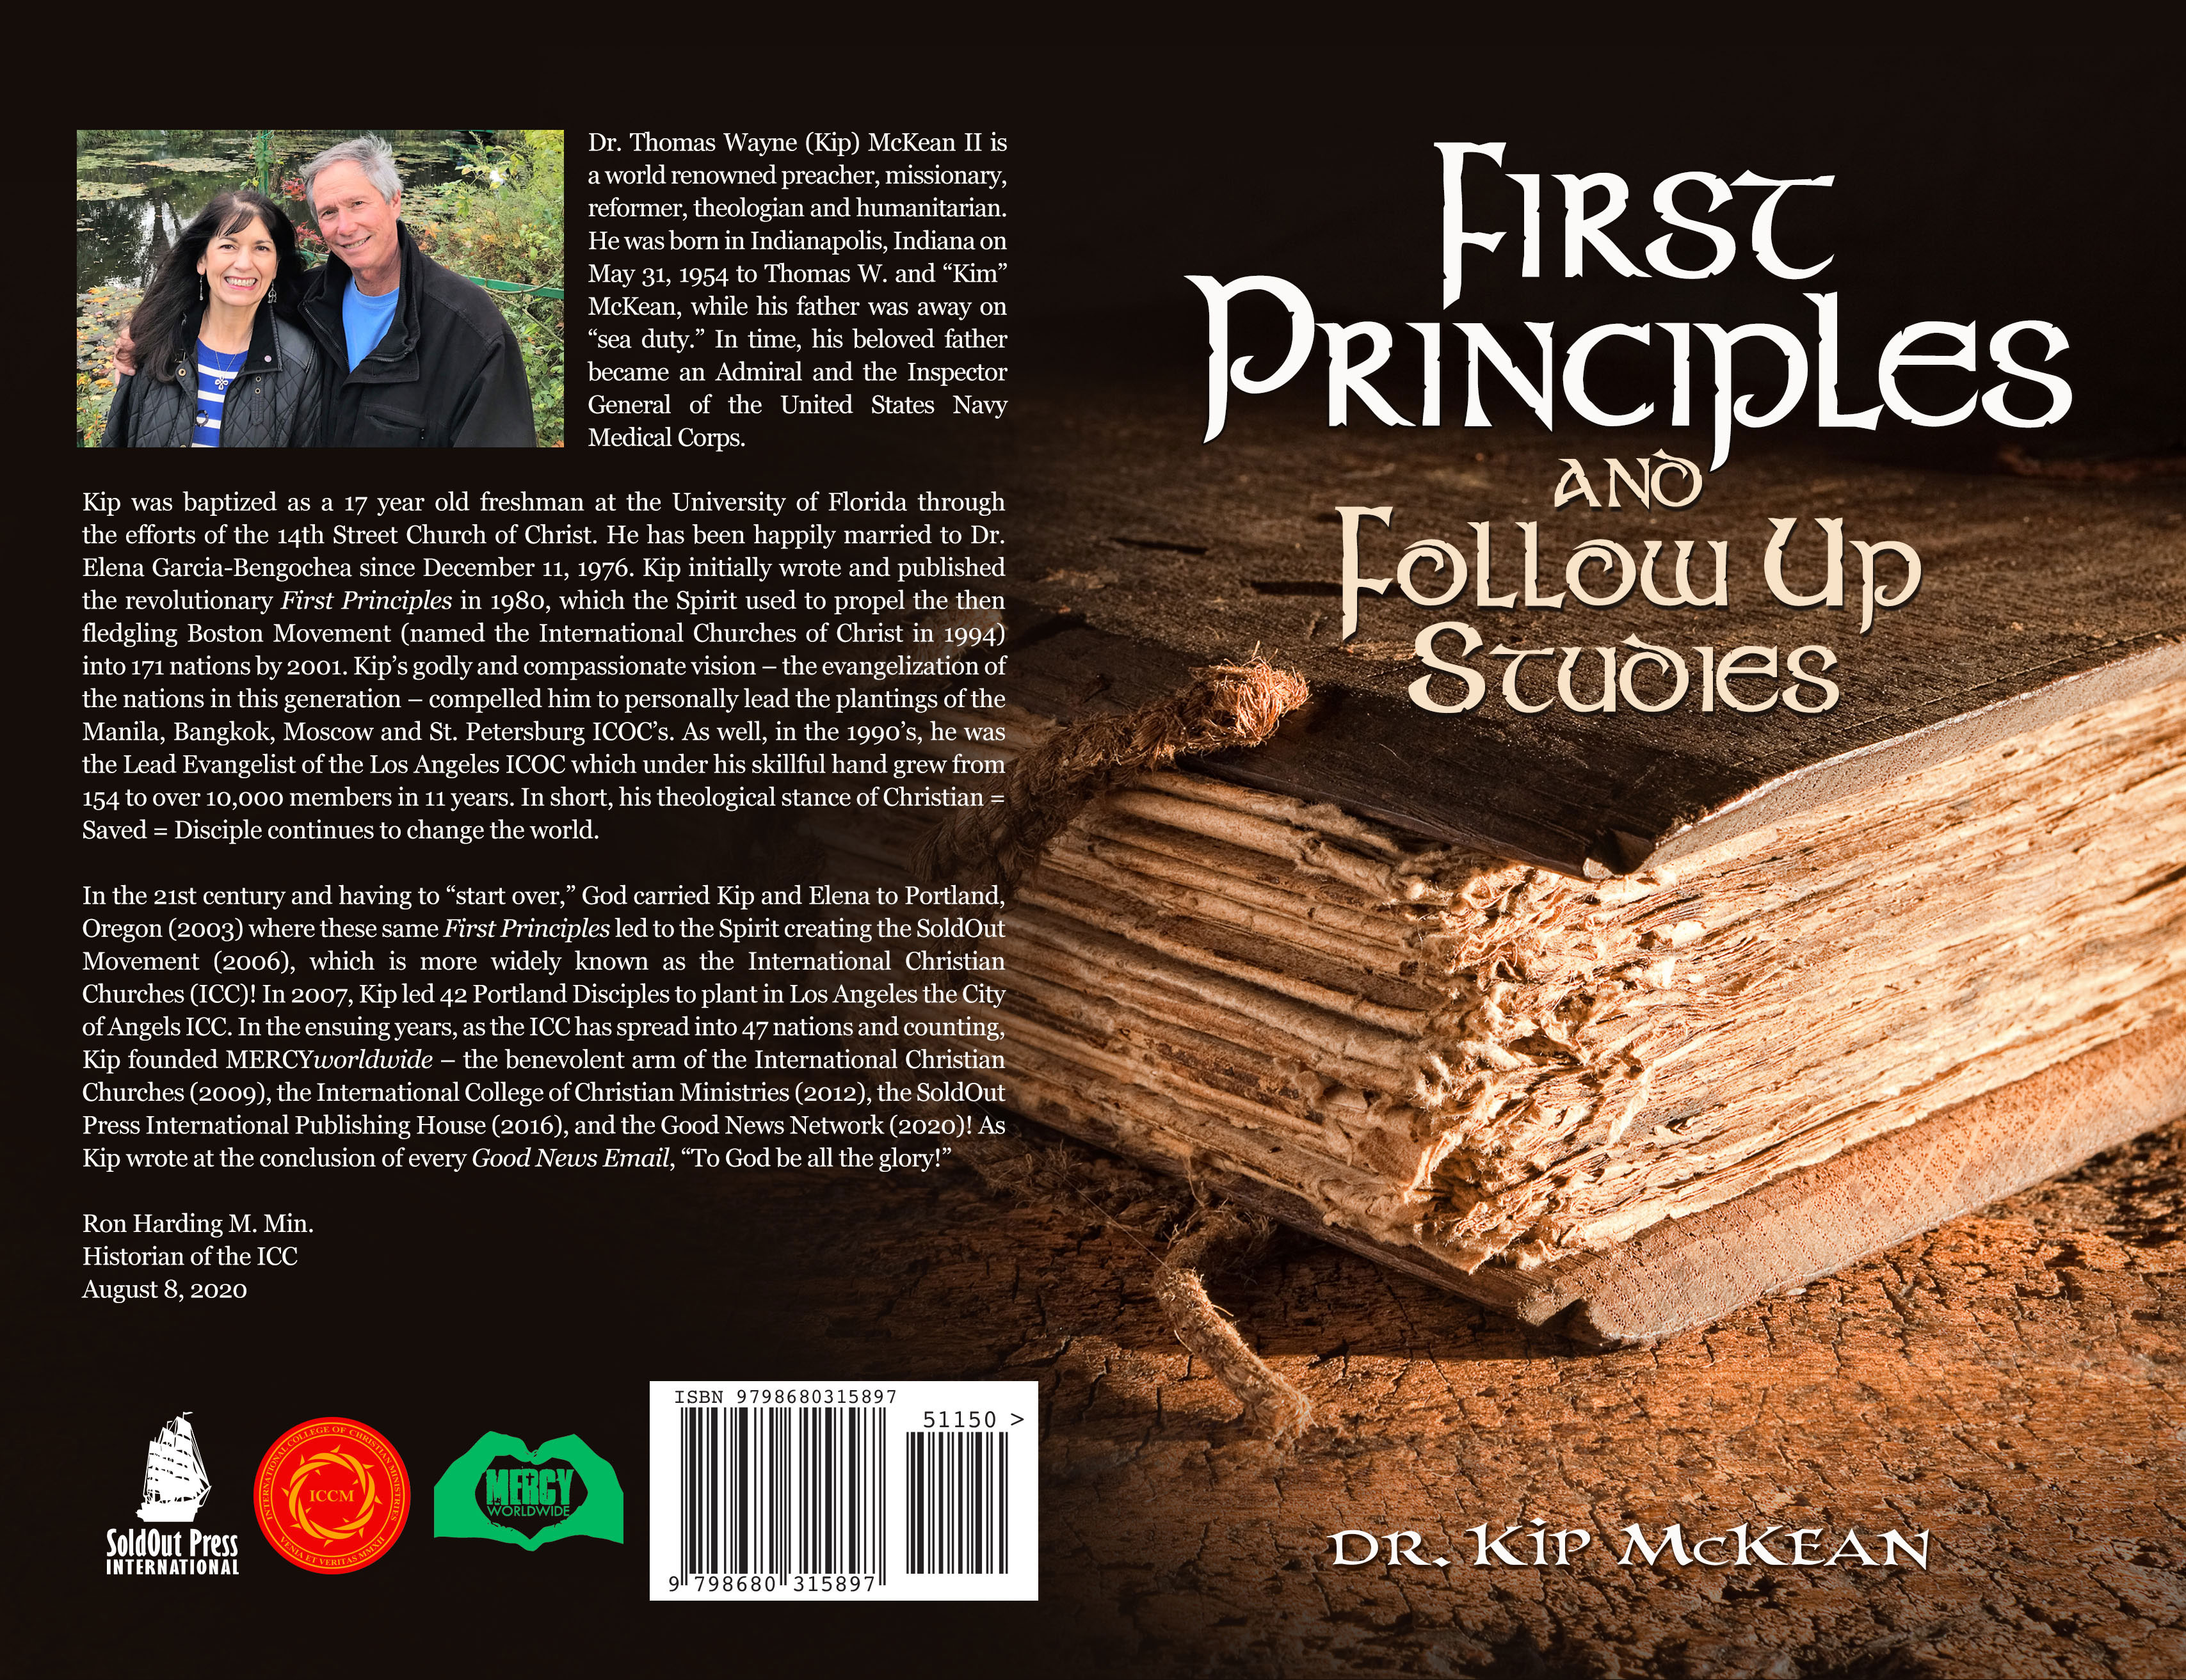 Dr. Thomas Wayne (Kip) McKean II is
a world renowned preacher, missionary,
reformer, theologian and humanitarian.
He was born in Indianapolis, Indiana on
May 31, 1954 to Thomas W. and “Kim”
McKean, while his father was away on
“sea duty.” In time, his beloved father
became an Admiral and the Inspector
General of the United States Navy
Medical Corps.
Kip was baptized as a 17 year old freshman at the University of Florida through
the efforts of the 14th Street Church of Christ. He has been happily married to Dr.
Elena Garcia-Bengochea since December 11, 1976. Kip initially wrote and published
the revolutionary First Principles in 1980, which the Spirit used to propel the then
fledgling Boston Movement (named the International Churches of Christ in 1994)
into 171 nations by 2001. Kip’s godly and compassionate vision – the evangelization of
the nations in this generation – compelled him to personally lead the plantings of the
Manila, Bangkok, Moscow and St. Petersburg ICOC’s. As well, in the 1990’s, he was
the Lead Evangelist of the Los Angeles ICOC which under his skillful hand grew from
154 to over 10,000 members in 11 years. In short, his theological stance of Christian =
Saved = Disciple continues to change the world.
In the 21st century and having to “start over,” God carried Kip and Elena to Portland,
Oregon (2003) where these same First Principles led to the Spirit creating the SoldOut
Movement (2006), which is more widely known as the International Christian
Churches (ICC)! In 2007, Kip led 42 Portland Disciples to plant in Los Angeles the City
of Angels ICC. In the ensuing years, as the ICC has spread into 47 nations and counting,
Kip founded MERCYworldwide – the benevolent arm of the International Christian
Churches (2009), the International College of Christian Ministries (2012), the SoldOut
Press International Publishing House (2016), and the Good News Network (2020)! As
Kip wrote at the conclusion of every Good News Email, “To God be all the glory!”
Ron Harding M. Min.
Historian of the ICC
August 8, 2020
SoldOut Press
INTERNATIONAL
INTERNATIONAL COLLEGE OF CHRISTIAN MINISTRIES
ICCM
VENIA ET VERITAS MMXII
MERCY
WORLDWIDE
ISBN 9798680315897
51150 >
9 798680 315897
First
Principles
and
Follow Up
Studies
Dr. Kip McKean